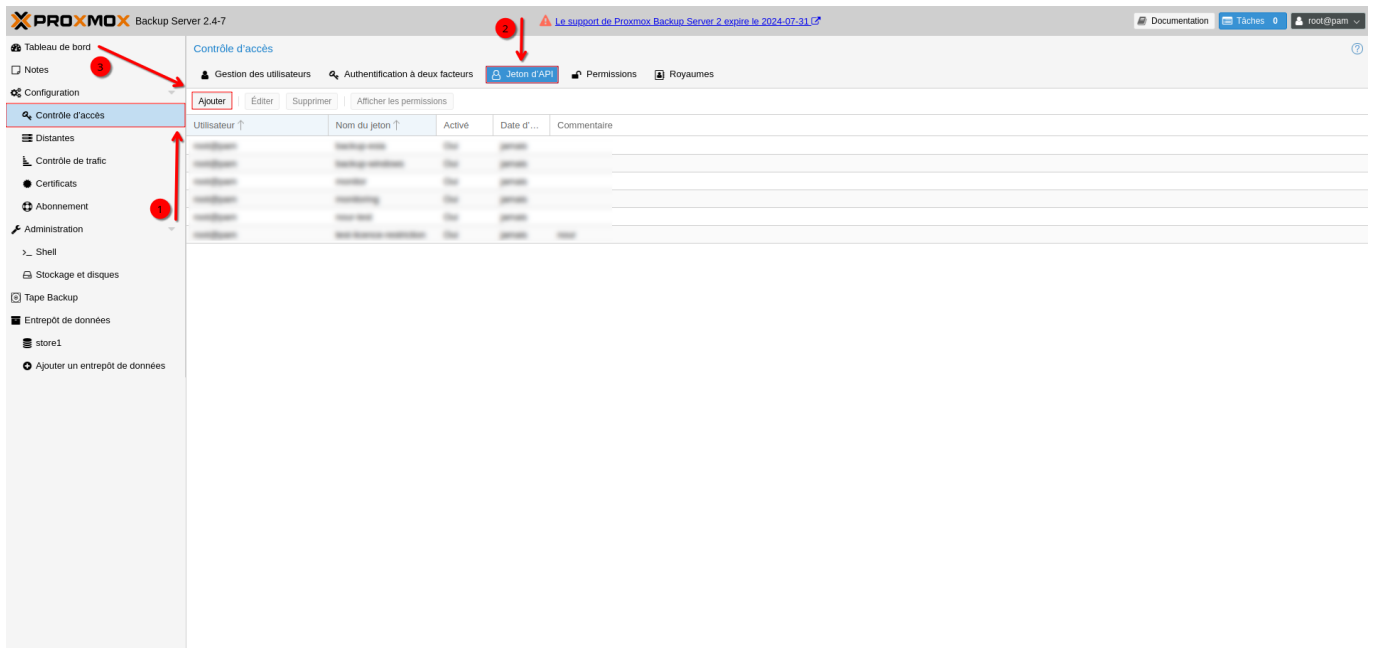 PROXMOX Backup Server 2.4-7
Le support de Proxmox Backup Server 2 expire le 2024-07-31
Documentation
Tâches 0
root@pam
2
Tableau de bord
Notes
Configuration
Contrôle d'accès
Distantes
Contrôle de trafic
Certificats
Abonnement
Administration
Shell
Stockage et disques
Tape Backup
Entrepôt de données
store1
Ajouter un entrepôt de données
3
1
Contrôle d'accès
Gestion des utilisateurs
Authentification à deux facteurs
Jeton d'API
Permissions
Royaumes
Ajouter
Éditer
Supprimer
Afficher les permissions
Utilisateur
Nom du jeton
Activé
Date d'...
Commentaire